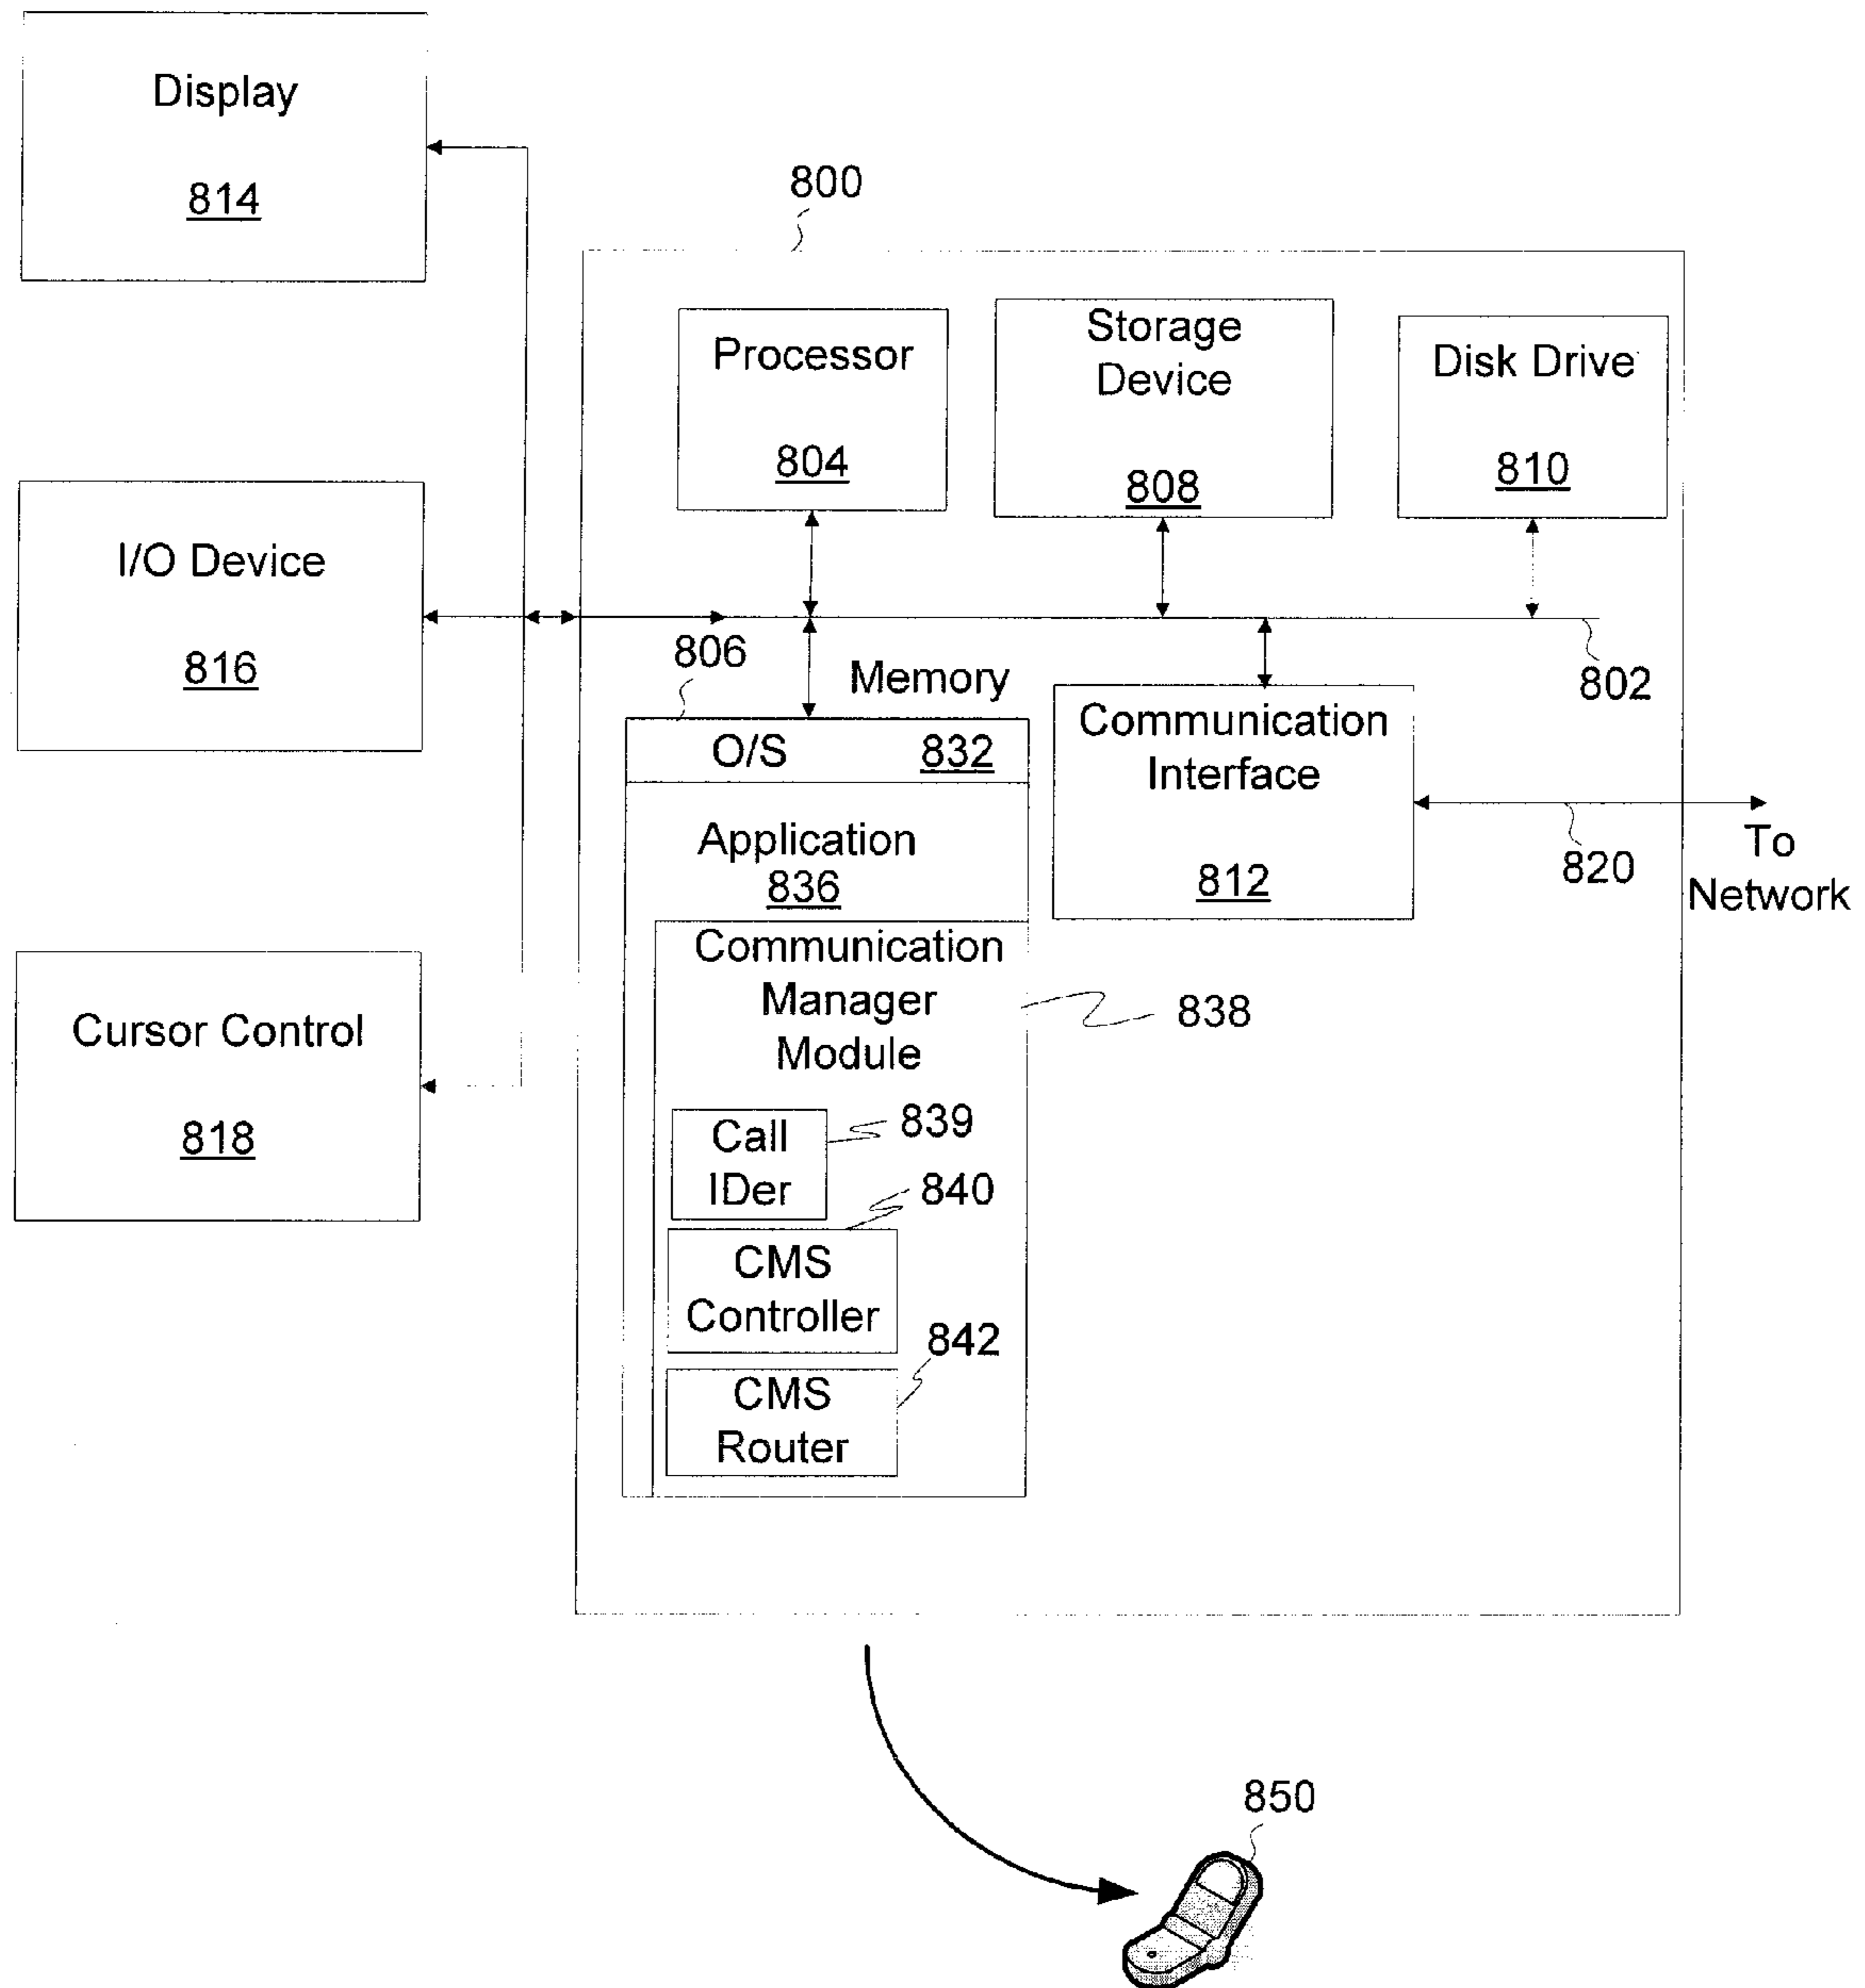 Display
814
800
Processor
804
Storage
Device
808
Disk Drive
810
I/O Device
816
806
Memory
802
O/S 832
Communication
Interface
812
Application
836
820
To
Network
Communication
Manager
Module
838
Cursor Control
818
Call
IDer
839
840
CMS
Controller
842
CMS
Router
850